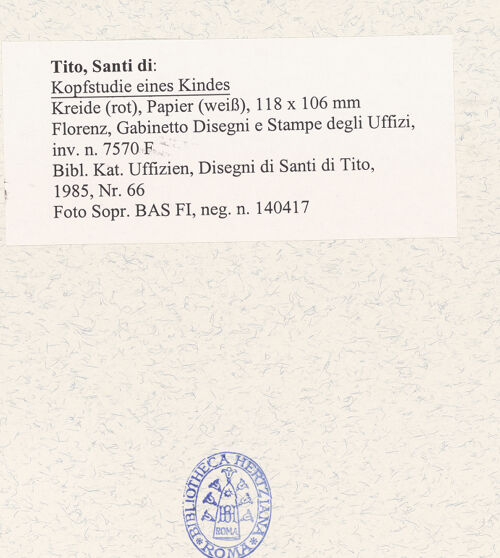 Tito, Santi di:
Kopfstudie eines Kindes
Kreide (rot), Papier (weiß), 118 x 106 mm
Florenz, Gabinetto Disegni e Stampe degli Uffizi,
inv. n. 7570 F
Bibl. Kat. Uffizien, Disegni di Santi di Tito,
1985, Nr. 66
Foto Sopr. BAS FI, neg. n. 140417
BIBLIOTHECA HERTZIANA
ROMA
* ROMA *